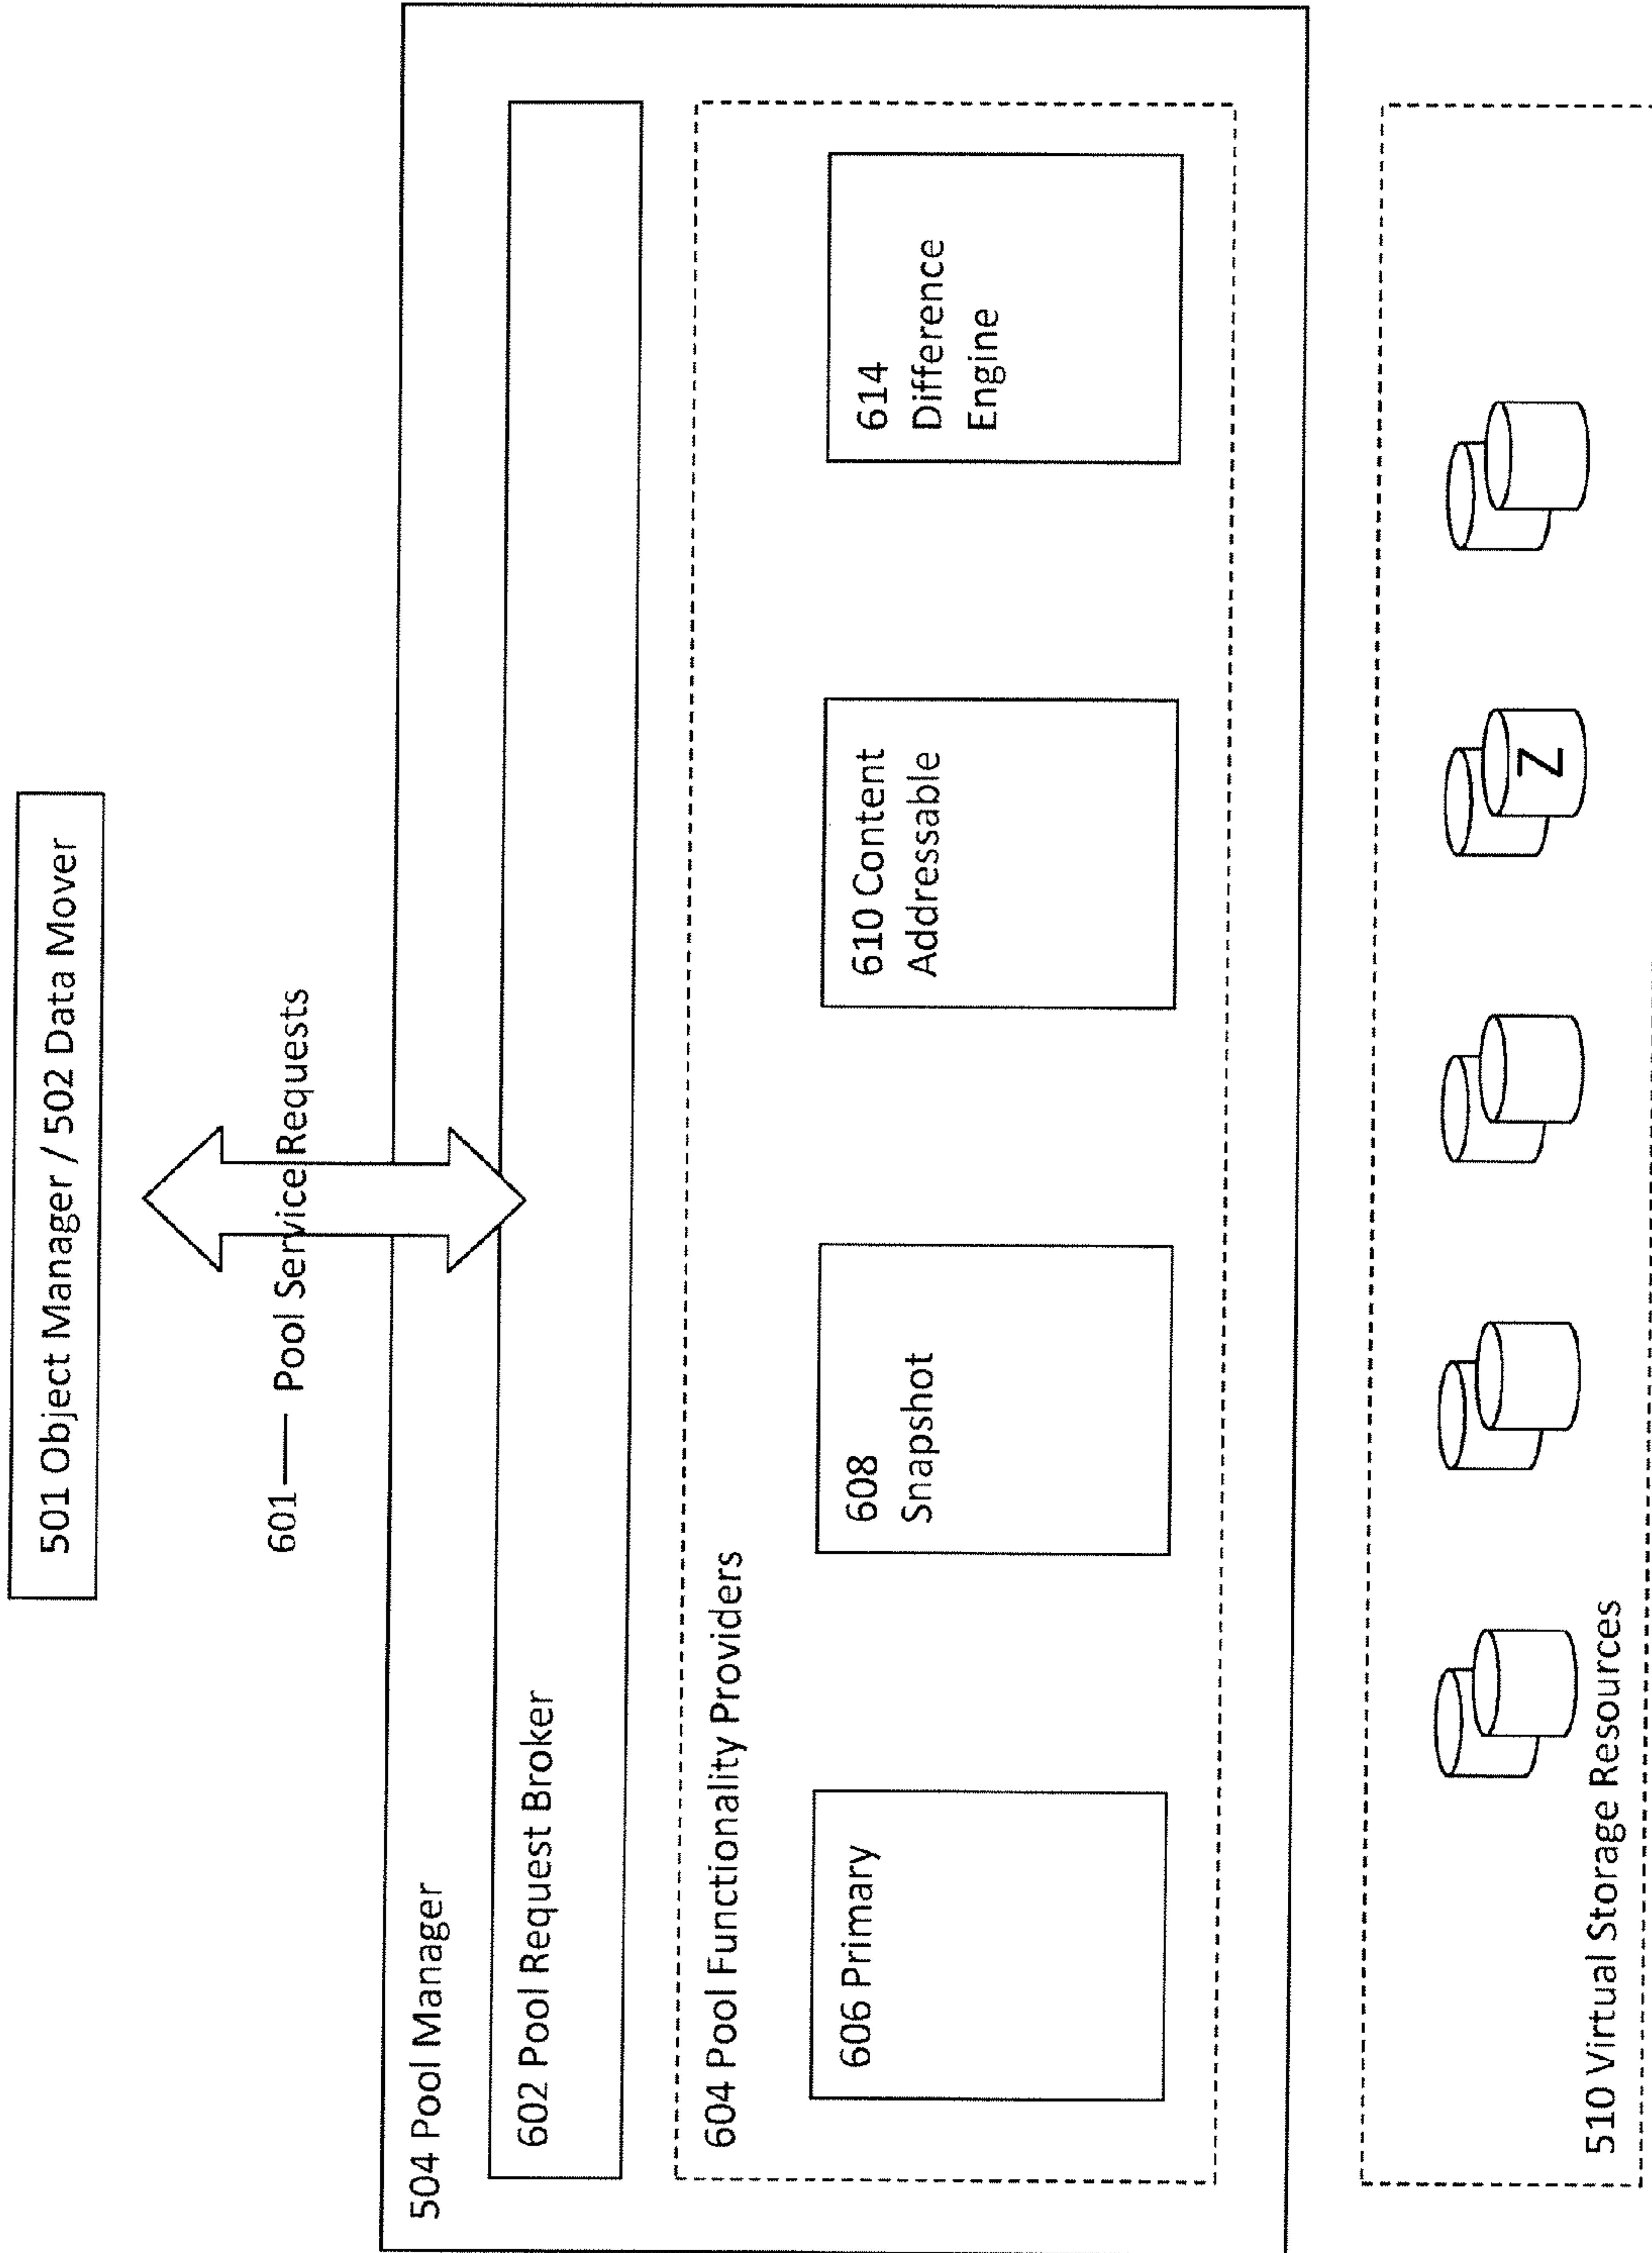 501 Object Manager / 502 Data Mover
601 — Pool Service Requests
504 Pool Manager
602 Pool Request Broker
604 Pool Functionality Providers
606 Primary
608
Snapshot
610 Content
Addressable
614
Difference
Engine
Z
510 Virtual Storage Resources